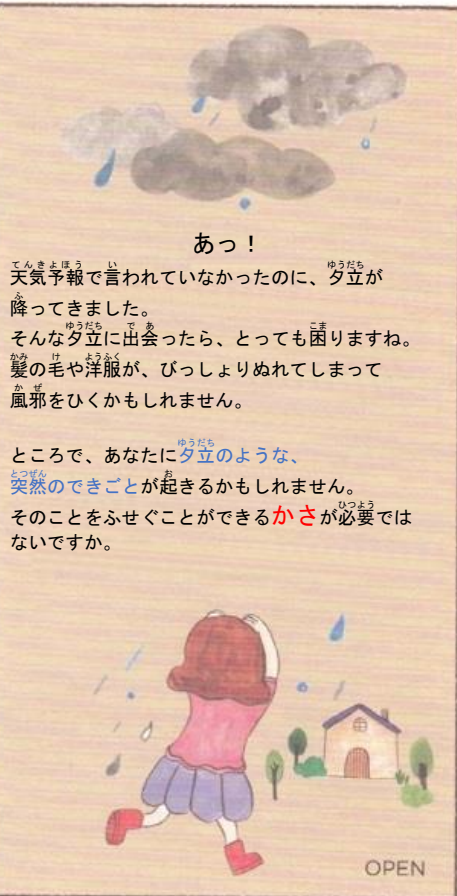 あっ！
天気予報で言われていなかったのに、夕立が
降ってきました。
そんな夕立に出会ったら、とっても困りますね。
髪の毛や洋服が、びっしょりぬれてしまって
風邪をひくかもしれません。
ところで、あなたに夕立のような、
突然のできごとが起きるかもしれません。
そのことをふせぐことができるかさが必要では
ないですか。
OPEN